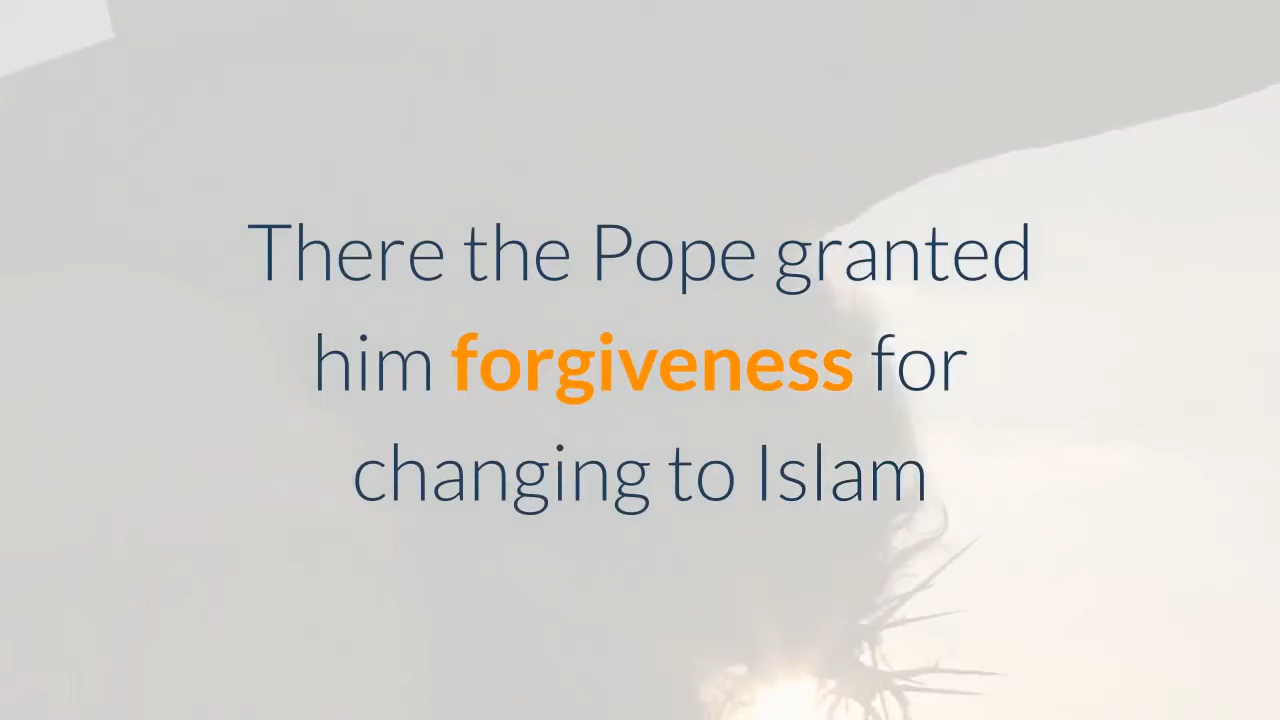 There the Pope granted
him forgiveness for
changing to Islam